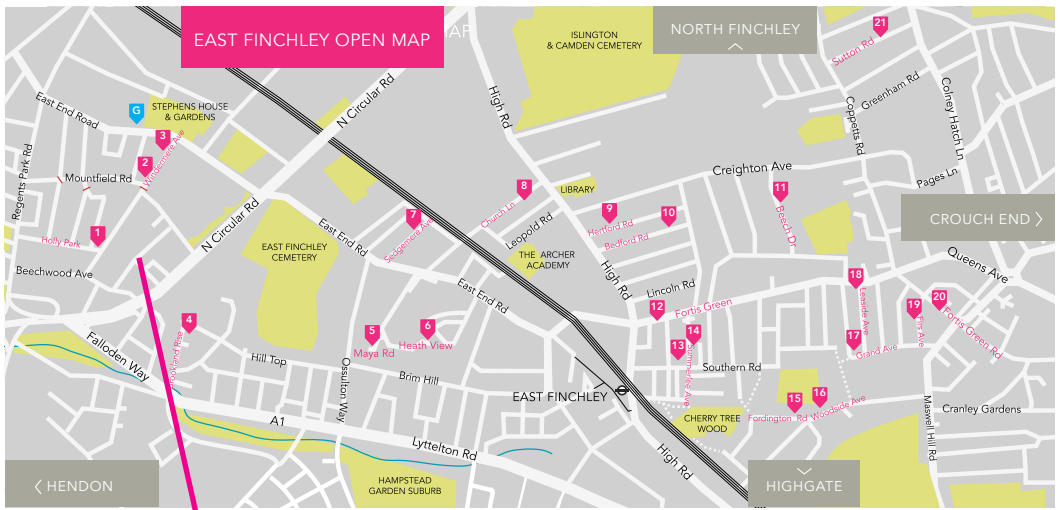 EAST FINCHLEY OPEN MAP
AP
ISLINGTON
& CAMDEN CEMETERY
NORTH FINCHLEY
21
Sutton Rd
Greenham Rd
Colney Hatch Ln
Coppetts Rd
N Circular Rd
High Rd
East End Road
G
STEPHENS HOUSE
& GARDENS
3
2
Windermere Ave
Mountfield Rd
Regents Park Rd
1
Holly Park
Beechwood Ave
N Circular Rd
EAST FINCHLEY
CEMETERY
East End Rd
7
Sedgemere Ave
8
Church Ln
Leopold Rd
LIBRARY
9
Hertford Rd
10
Bedford Rd
THE ARCHER
ACADEMY
High Rd
Creighton Ave
11
Beech Dr
Pages Ln
CROUCH END
Queens Ave
Lincoln Rd
12
Fortis Green
18
Leaside Ave
19
Firs Ave
20
Fortis Green Rd
East End Rd
4
Brookland Rise
Falloden Way
Hill Top
5
Maya Rd
6
Heath View
Ossulton Way
Brim Hill
14
13
Summerlee Ave
Southern Rd
17
Grand Ave
EAST FINCHLEY
CHERRY TREE
WOOD
15
16
Fordington Rd
Woodside Ave
Maswell Hill Rd
Cranley Gardens
A1
Lyttelton Rd
High Rd
HAMPSTEAD
GARDEN SUBURB
HENDON
HIGHGATE